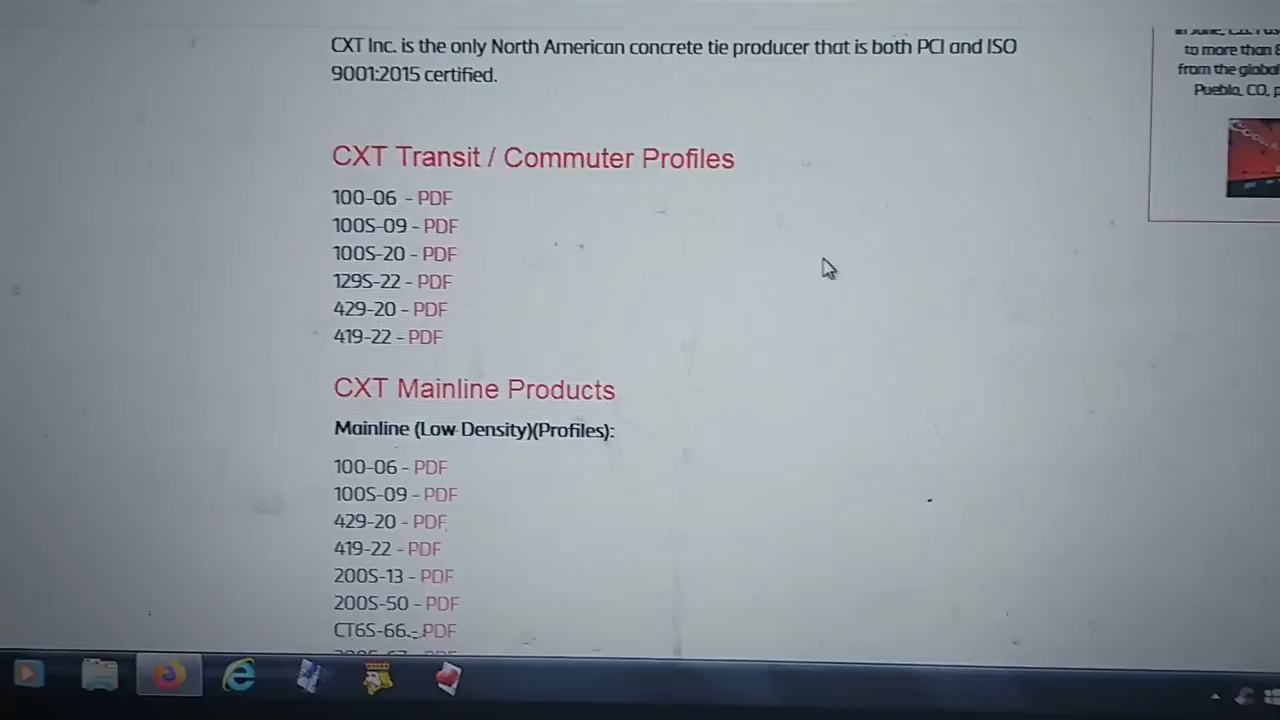 CXT Inc. is the only North American concrete tie producer that is both PCI and ISO
9001:2015 certified.
to more than
from the global
Pueblo, CO,
CXT Transit / Commuter Profiles
100-06 - PDF
100S-09 - PDF
100S-20 - PDF
129S-22 - PDF
429-20 - PDF
419-22 - PDF
CXT Mainline Products
Mainline (Low Density)(Profiles):
100-06 - PDF
100S-09 - PDF
429-20 - PDF
419-22 - PDF
200S-13 - PDF
200S-50 - PDF
CT6S-66 - PDF